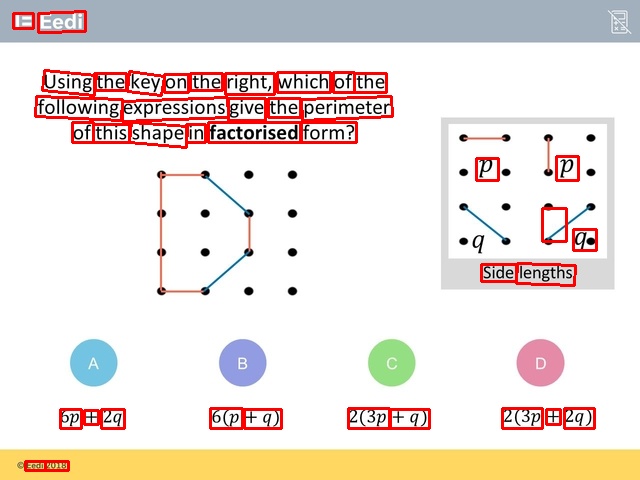 Eedi
Using the key on the right, which of the
following expressions give the perimeter
of this shape in factorised form?
p p
q q
Side lengths
A B C D
6p + 2q 6(p + q) 2(3p + q) 2(3p + 2q)
© Eedi 2018